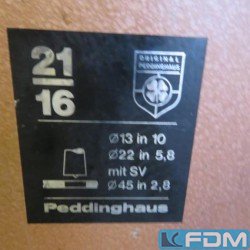 21
16
ORIGINAL
PEDDINGHAUS
Ø13 in 10
Ø22 in 5,8
mit SV
Ø45 in 2,8
Peddinghaus
FDM